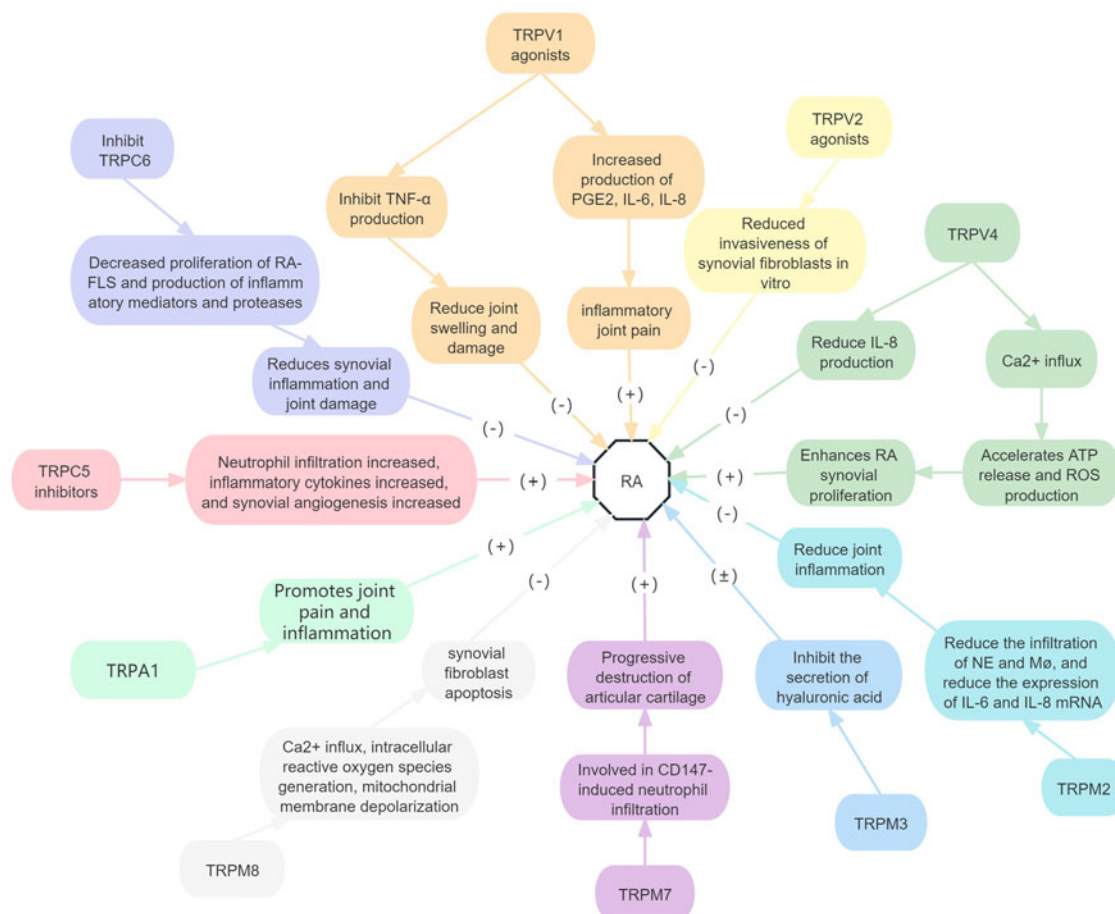 TRPV1
agonists
TRPV2
agonists
Inhibit
TRPC6
Increased
production of
PGE2, IL-6, IL-8
Inhibit TNF-α
production
Reduced
invasiveness of
synovial fibroblasts in
vitro
TRPV4
Decreased proliferation of RA-
FLS and production of inflamm
atory mediators and proteases
Reduce joint
swelling and
damage
inflammatory
joint pain
Reduce IL-8
production
Ca2+ influx
Reduces synovial
inflammation and
joint damage
(-)
(-)
(+)
(-)
(-)
TRPC5
inhibitors
Neutrophil infiltration increased,
inflammatory cytokines increased,
and synovial angiogenesis increased
(+)
RA
(+)
Enhances RA
synovial
proliferation
Accelerates ATP
release and ROS
production
(-)
Reduce joint
inflammation
(+)
(-)
(+)
(±)
Promotes joint
pain and
inflammation
TRPA1
synovial
fibroblast
apoptosis
Progressive
destruction of
articular cartilage
Inhibit the
secretion of
hyaluronic acid
Reduce the infiltration
of NE and Mø, and
reduce the expression
of IL-6 and IL-8 mRNA
Ca2+ influx, intracellular
reactive oxygen species
generation, mitochondrial
membrane depolarization
Involved in CD147-
induced neutrophil
infiltration
TRPM2
TRPM3
TRPM8
TRPM7